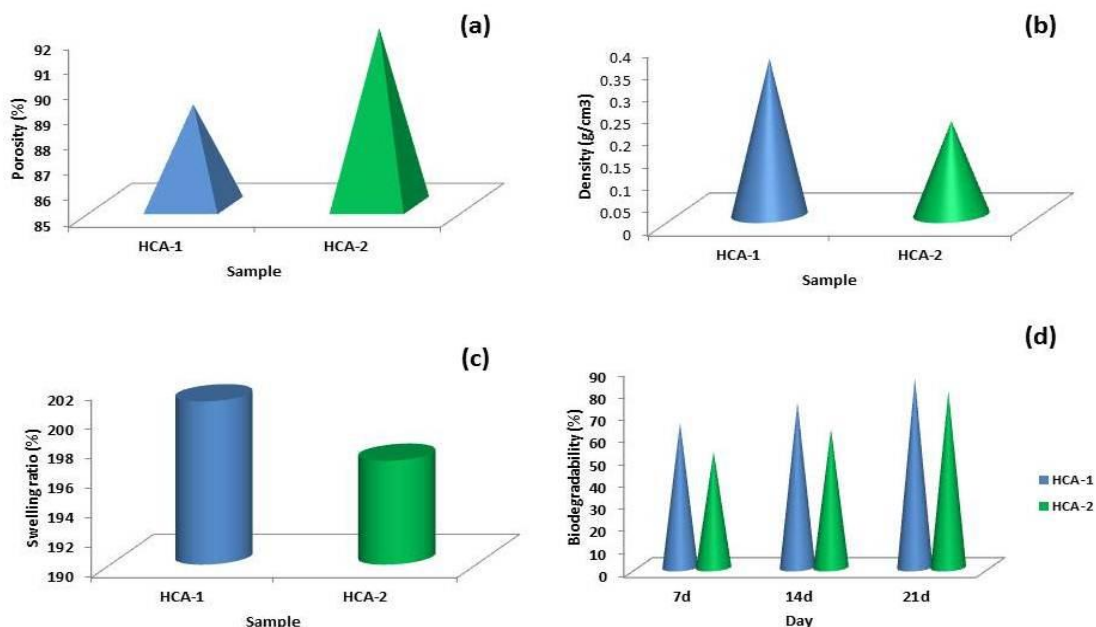 (a)
Porosity (%)
92
91
90
89
88
87
86
85
HCA-1 HCA-2
Sample
(b)
Density (g/cm3)
0.4
0.35
0.3
0.25
0.2
0.15
0.1
0.05
0
HCA-1 HCA-2
Sample
(c)
Swelling ratio (%)
202
200
198
196
194
192
190
HCA-1 HCA-2
Sample
(d)
Biodegradability (%)
90
80
70
60
50
40
30
20
10
0
7d 14d 21d
Day
HCA-1
HCA-2